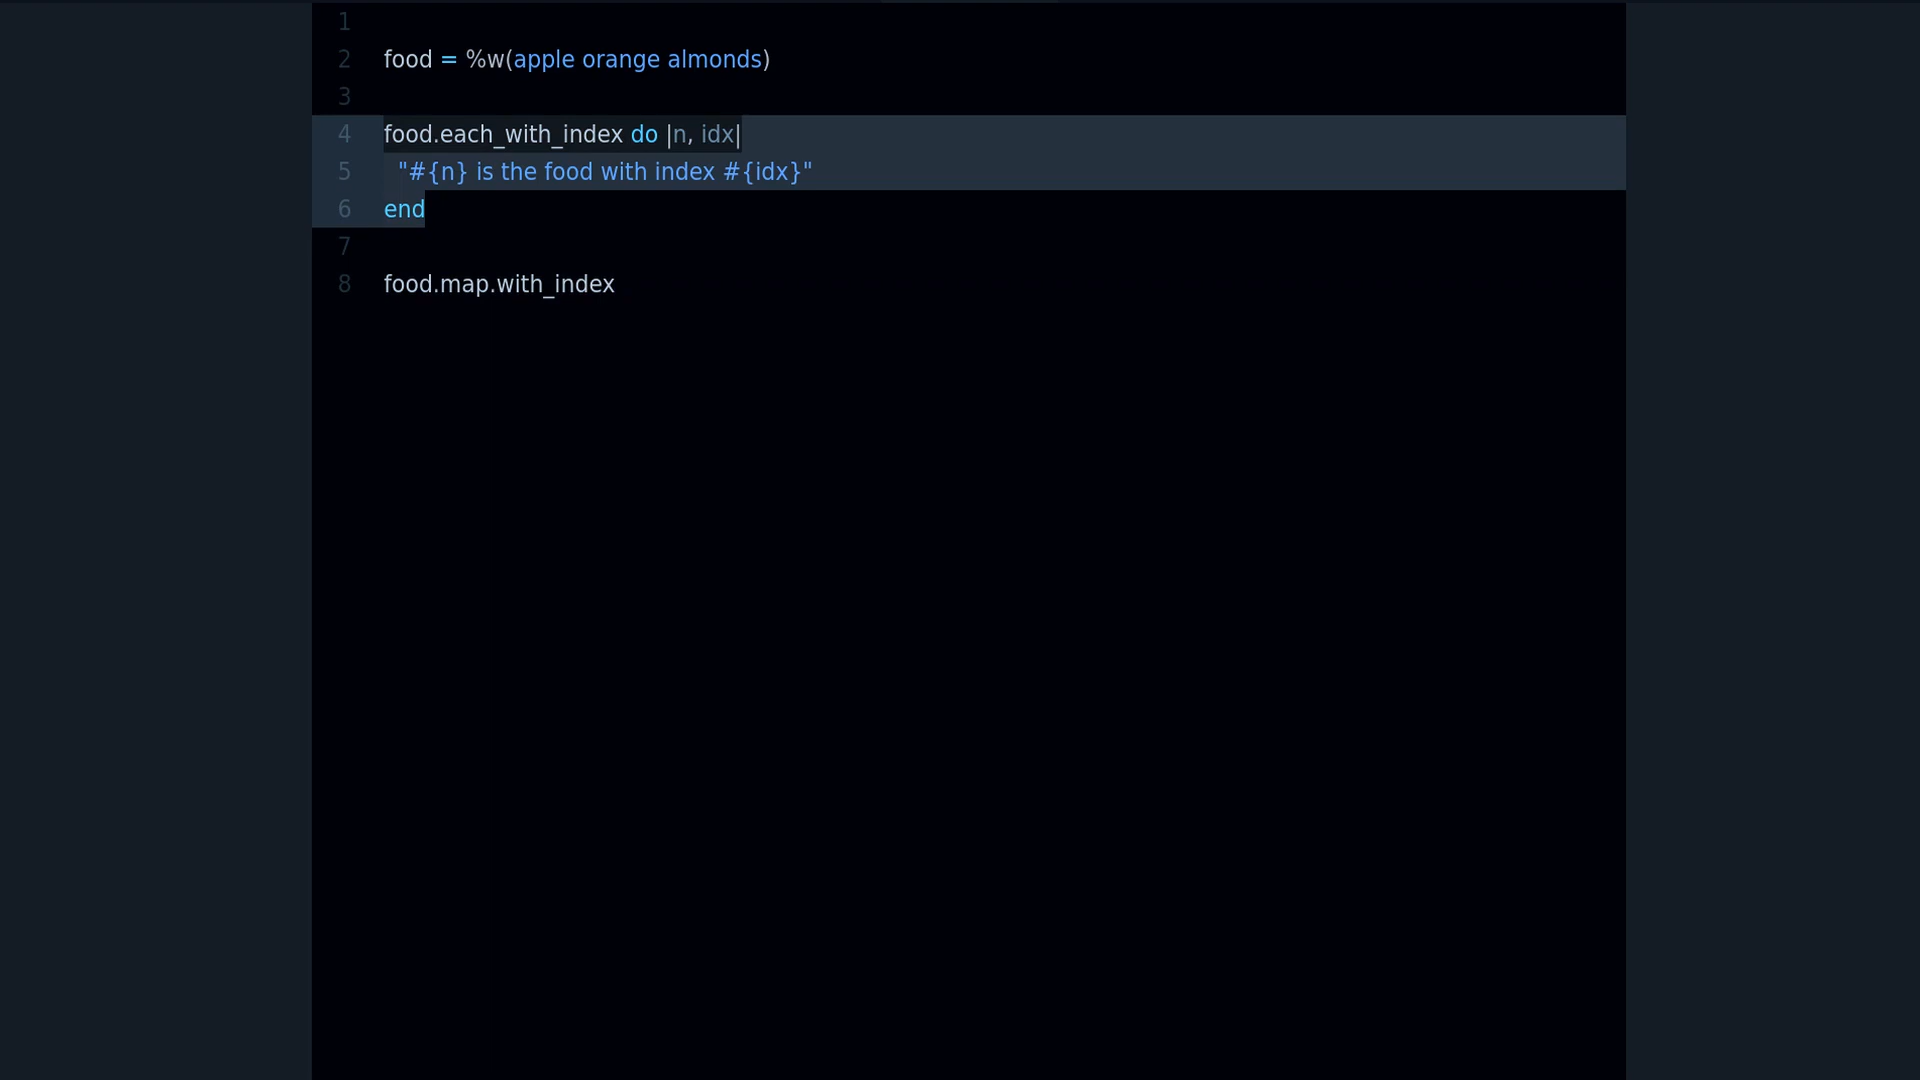 1
2 food = %w(apple orange almonds)
3
4 food.each_with_index do |n, idx|
5 "#{n} is the food with index #{idx}"
6 end
7
8 food.map.with_index